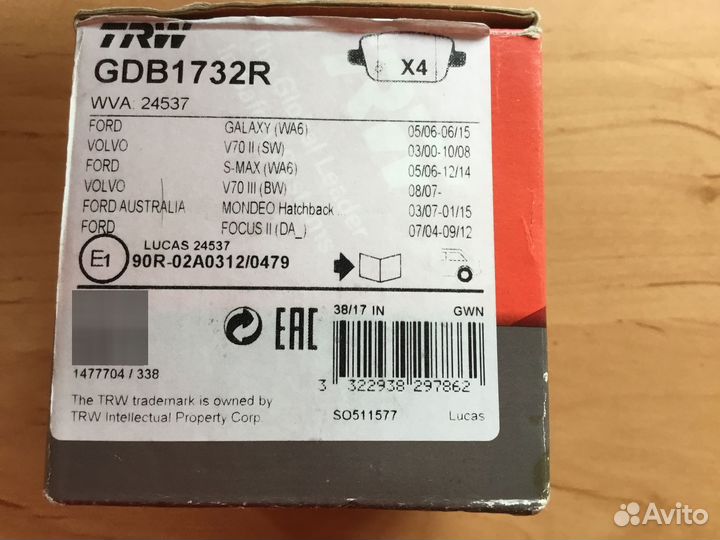 TRW
GDB1732R
X4
WVA: 24537
FORD GALAXY (WA6) 05/06-06/15
VOLVO V70 II (SW) 03/00-10/08
FORD S-MAX (WA6) 05/06-12/14
VOLVO V70 III (BW) 08/07-
FORD AUSTRALIA MONDEO Hatchback .. 03/07-01/15
FORD FOCUS II (DA_) 07/04-09/12
LUCAS 24537
E1 90R-02A0312/0479
38/17 IN GWN
EAC
1477704 / 338
3 322938 297862
The TRW trademark is owned by
TRW Intellectual Property Corp.
SO511577 Lucas
Avito